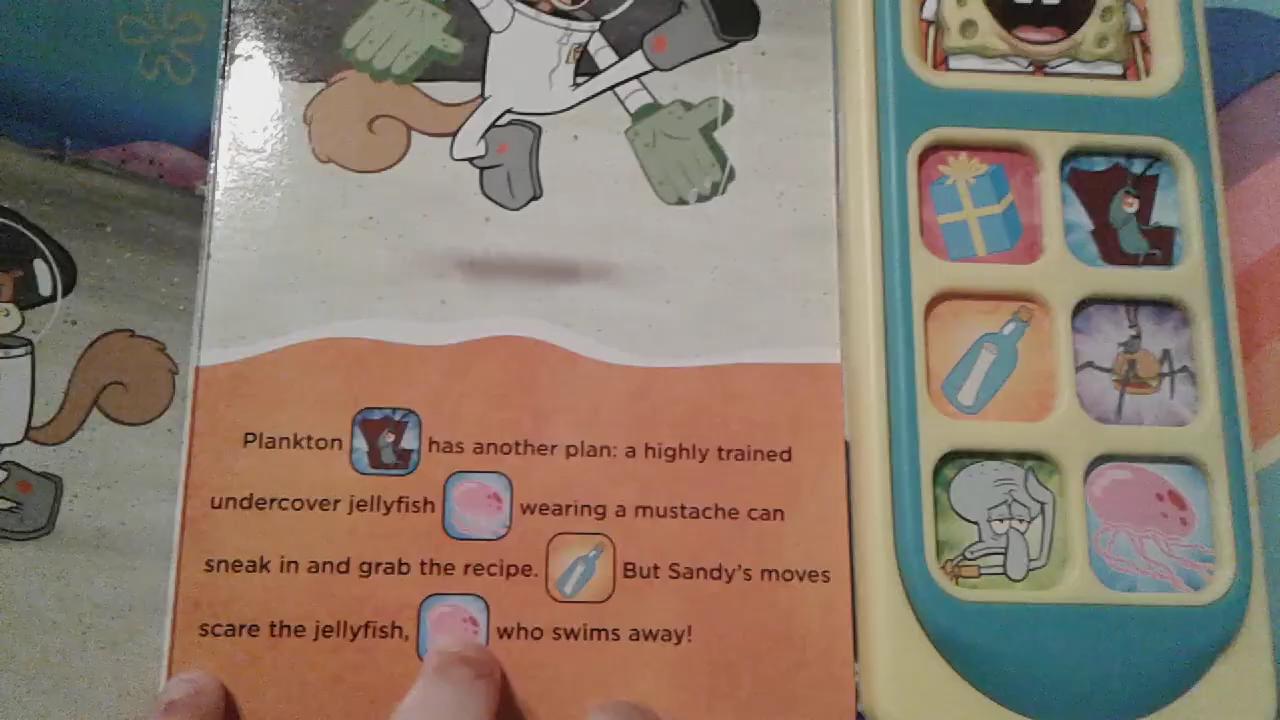 Plankton has another plan: a highly trained
undercover jellyfish wearing a mustache can
sneak in and grab the recipe. But Sandy's moves
scare the jellyfish, who swims away!